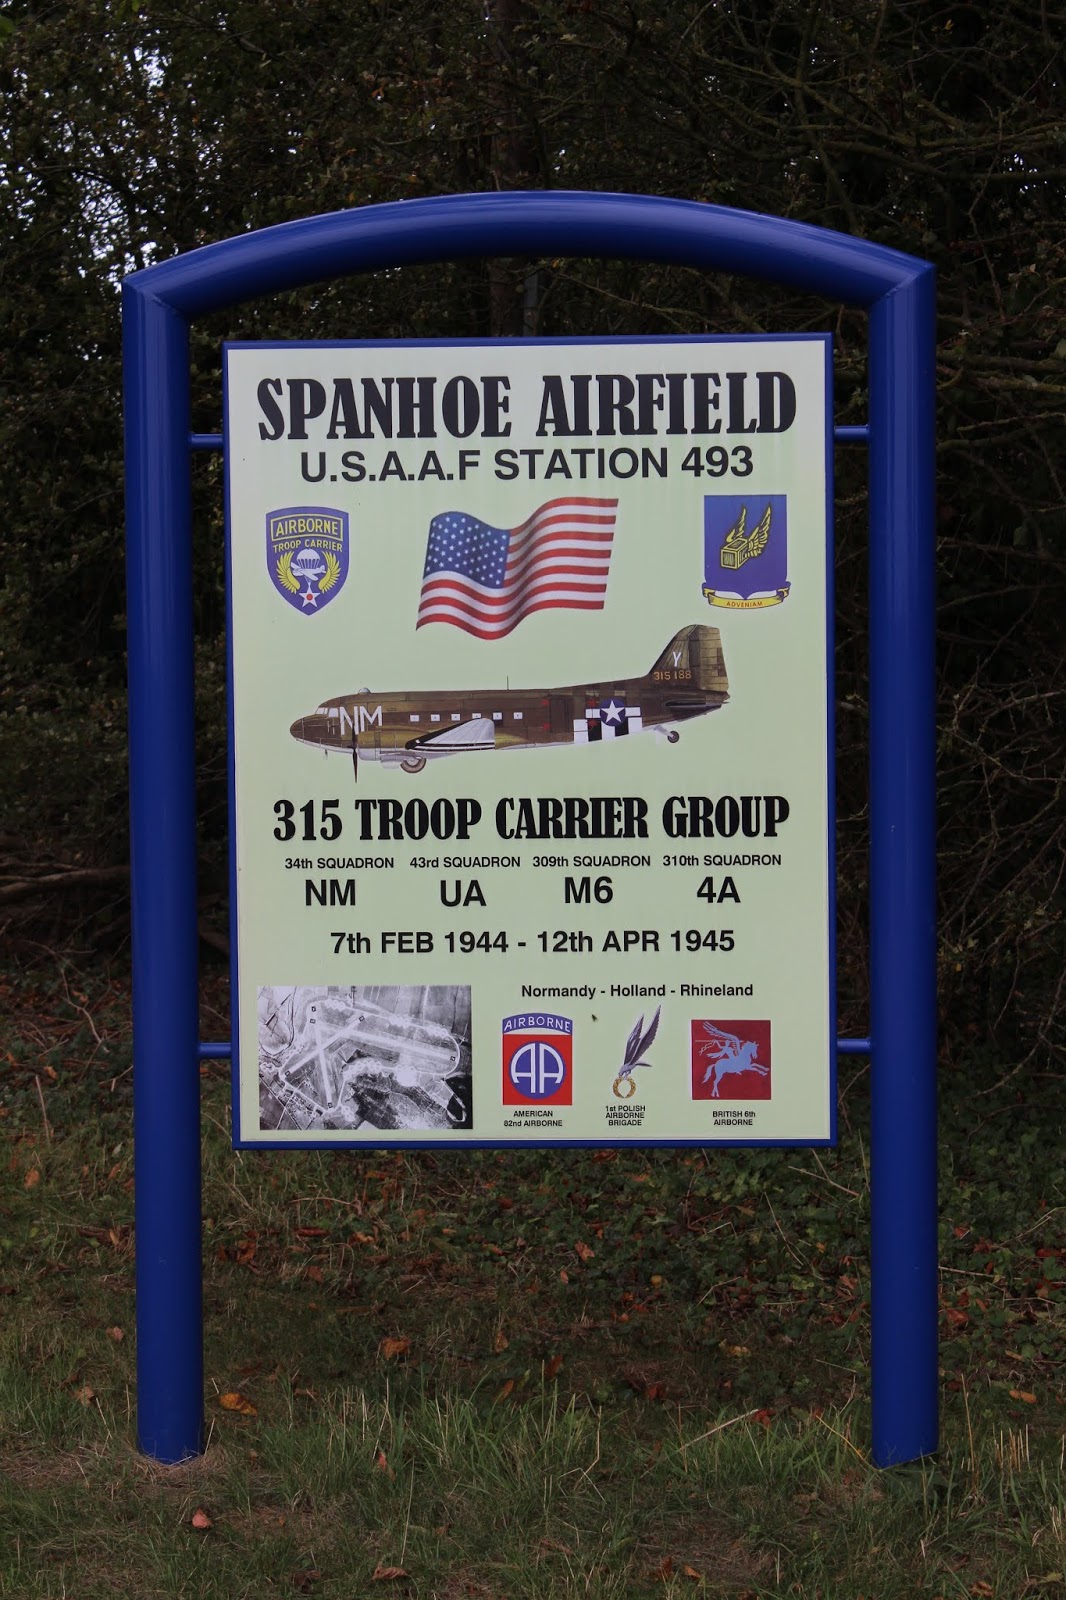 SPANHOE AIRFIELD
U.S.A.A.F STATION 493
AIRBORNE
TROOP CARRIER
ADVENIAM
Y
315188
NM
315 TROOP CARRIER GROUP
34th SQUADRON 43rd SQUADRON 309th SQUADRON 310th SQUADRON
NM UA M6 4A
7th FEB 1944 - 12th APR 1945
Normandy - Holland - Rhineland
AIRBORNE
AA
AMERICAN
82nd AIRBORNE
1st POLISH
AIRBORNE
BRIGADE
BRITISH 6th
AIRBORNE